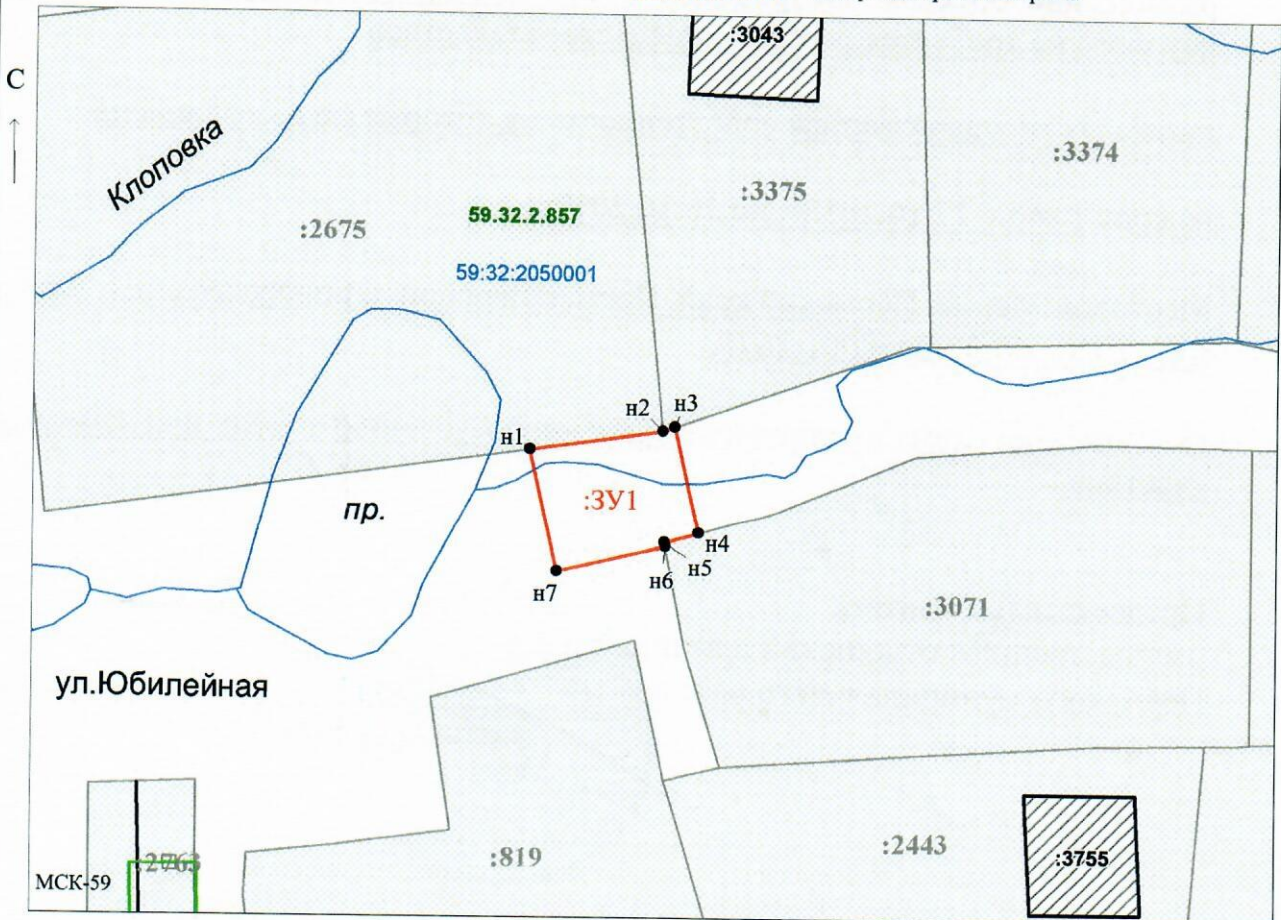 :3043
С
Клоповка
:3374
:3375
59.32.2.857
:2675
59:32:2050001
н2
н3
н1
:ЗУ1
пр.
н4
н5
н6
н7
:3071
ул.Юбилейная
:2443
:819
:3755
МСК-59